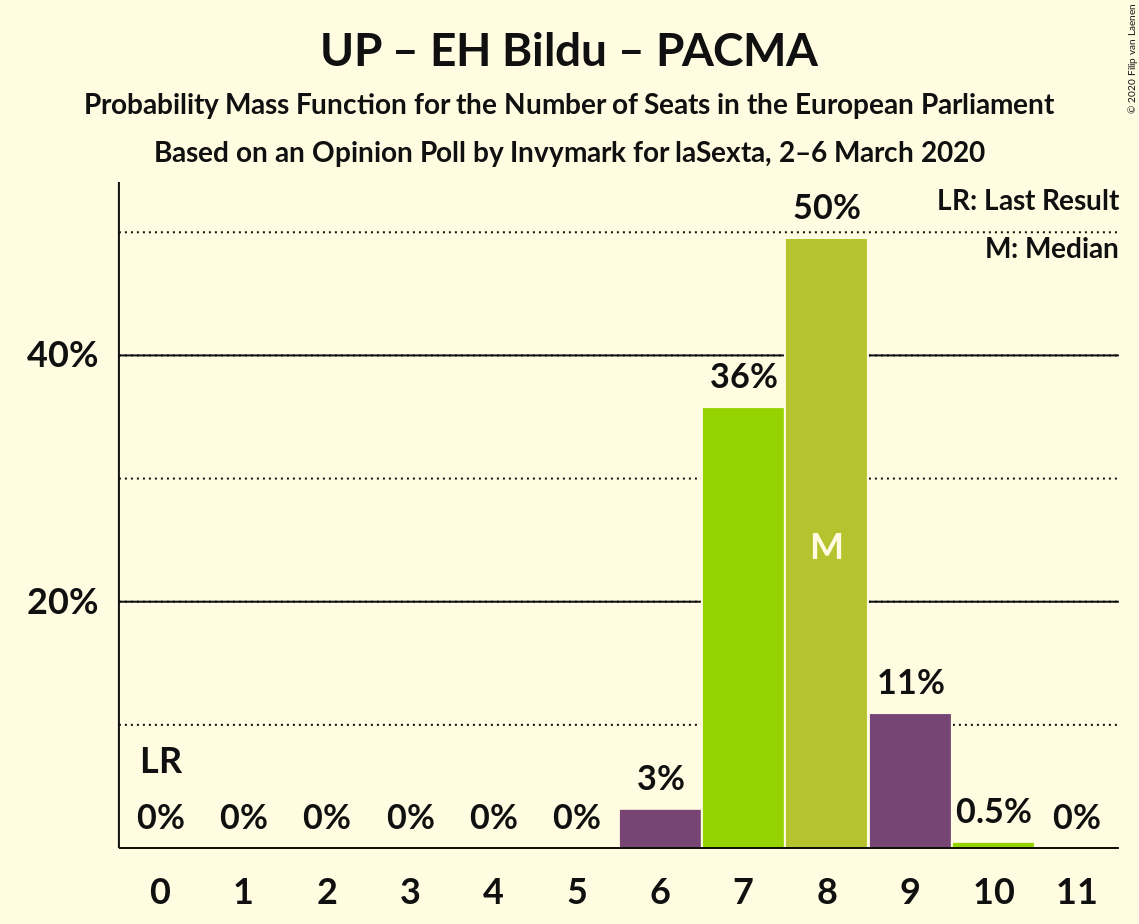 UP – EH Bildu – PACMA
Probability Mass Function for the Number of Seats in the European Parliament
Based on an Opinion Poll by Invymark for laSexta, 2–6 March 2020
© 2020 Filip van Laenen
LR: Last Result
M: Median
50%
40%
36%
M
20%
11%
LR
3%
0% 0% 0% 0% 0% 0% 0.5% 0%
0 1 2 3 4 5 6 7 8 9 10 11